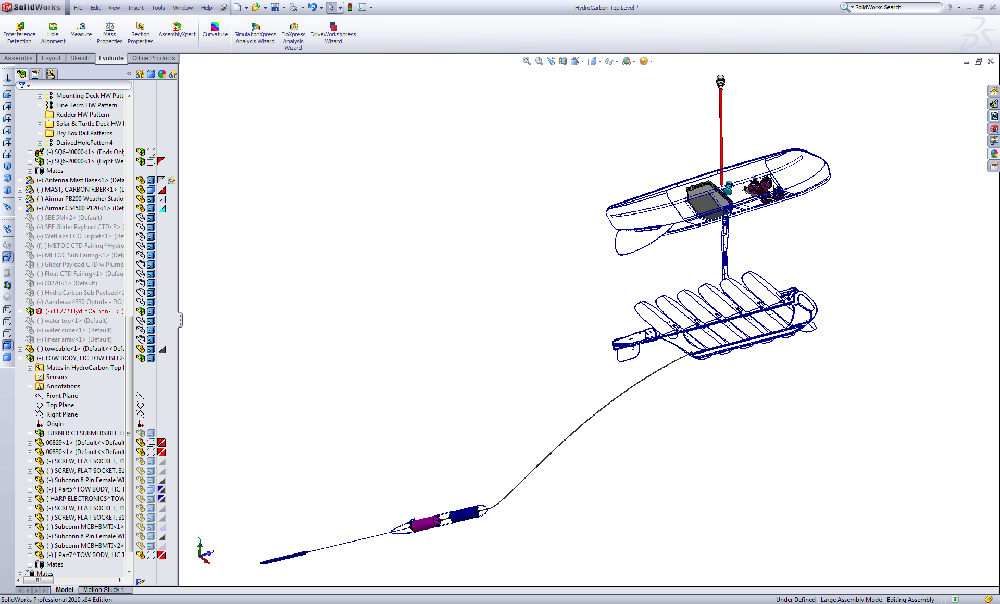 SolidWorks
File Edit View Insert Tools Window Help
HydroCarbon Top Level *
SolidWorks Search
Interference Detection
Hole Alignment
Measure
Mass Properties
Section Properties
AssemblyXpert
Curvature
SimulationXpress Analysis Wizard
FloXpress Analysis Wizard
DriveWorksXpress Wizard
Assembly Layout Sketch Evaluate Office Products
Mounting Deck HW Patt
Line Term HW Pattern
Rudder HW Pattern
Solar & Turtle Deck HW F
Dry Box Rail Patterns
DerivedHolePattern4
(-) SQ6-40000<1> (Ends Only
(-) SQ6-20000<1> (Light Wei
Mates
(-) Antenna Mast Base<1> (Defa
(-) MAST, CARBON FIBER<1> (D
(-) Airmar PB200 Weather Station
(-) Airmar CS4500 P120<1> (Def
(-) SBE 5M<2> (Default)
(-) SBE Glider Payload CTD<3> (
(-) WetLabs ECO Triplet<1> (Def
(f) [ METOC CTD Fairing^Hydro
(-) METOC Sub Fairing<1> (Defa
(-) Glider Payload CTD w Plumb
(-) Float CTD Fairing<1> (Defaul
(-) 00270<1> (Default)
(-) HydroCarbon Sub Payload<1
(-) Aanderaa 4330 Optode - DO S
(-) 00272 HydroCarbon<3> (
(-) water top<1> (Default)
(-) water cube<1> (Default)
(-) linear array<1> (Default)
(-) towcable<1> (Default<<Defa
(-) TOW BODY, HC TOW FISH 2
Mates in HydroCarbon Top L
Sensors
Annotations
Front Plane
Top Plane
Right Plane
Origin
TURNER C3 SUBMERSIBLE FL
00829<1> (Default<<Default
00830<1> (Default<<Default
(-) SCREW, FLAT SOCKET, 31
(-) SCREW, FLAT SOCKET, 31
(-) Subconn 8 Pin Female Wh
(-) [ Part5^TOW BODY, HC T
[ HARP ELECTRONICS^TOW
(-) SCREW, FLAT SOCKET, 31
(-) SCREW, FLAT SOCKET, 31
(-) Subconn MCBH8MTI<1>
(-) Subconn 8 Pin Female Wh
(-) Subconn MCBH8MTI<2>
(-) [ Part7^TOW BODY, HC T
Mates
Mates
Y
Z
X
Model Motion Study 1
SolidWorks Professional 2010 x64 Edition
Under Defined Large Assembly Mode Editing Assembly